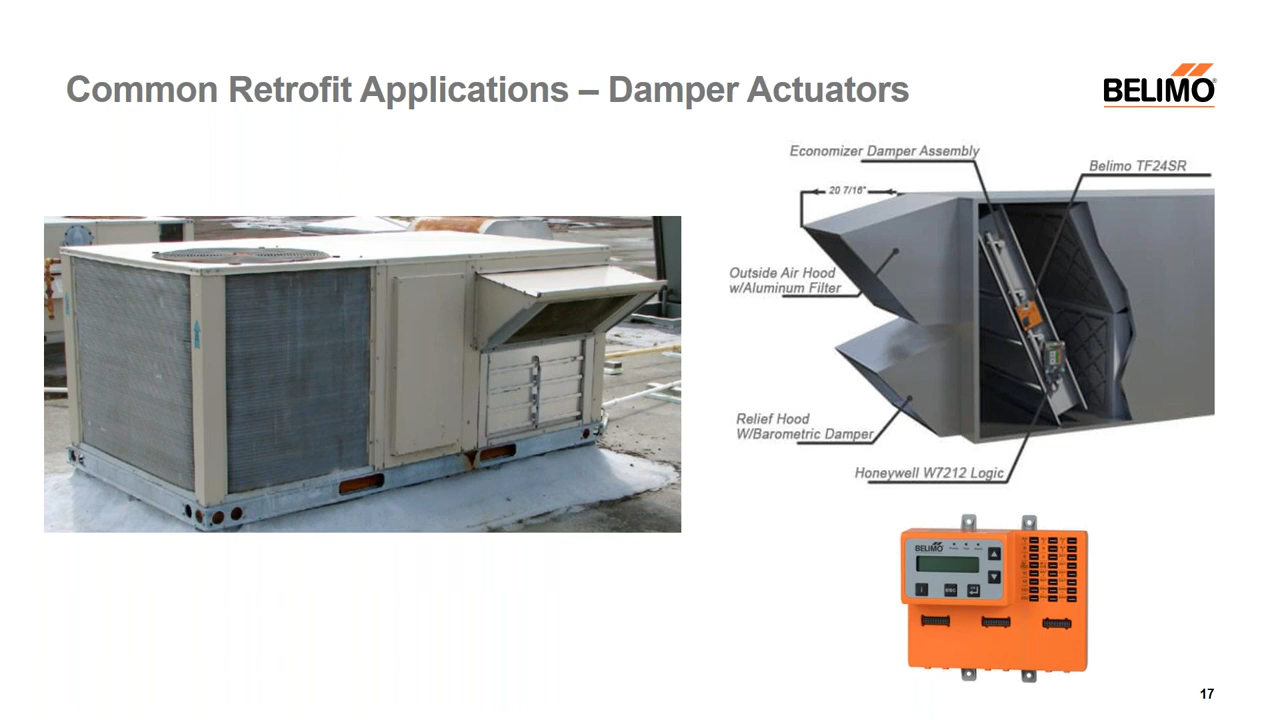 Common Retrofit Applications – Damper Actuators
BELIMO
Economizer Damper Assembly
Belimo TF24SR
20 7/16"
Outside Air Hood
w/Aluminum Filter
Relief Hood
W/Barometric Damper
Honeywell W7212 Logic
BELIMO
esc
17